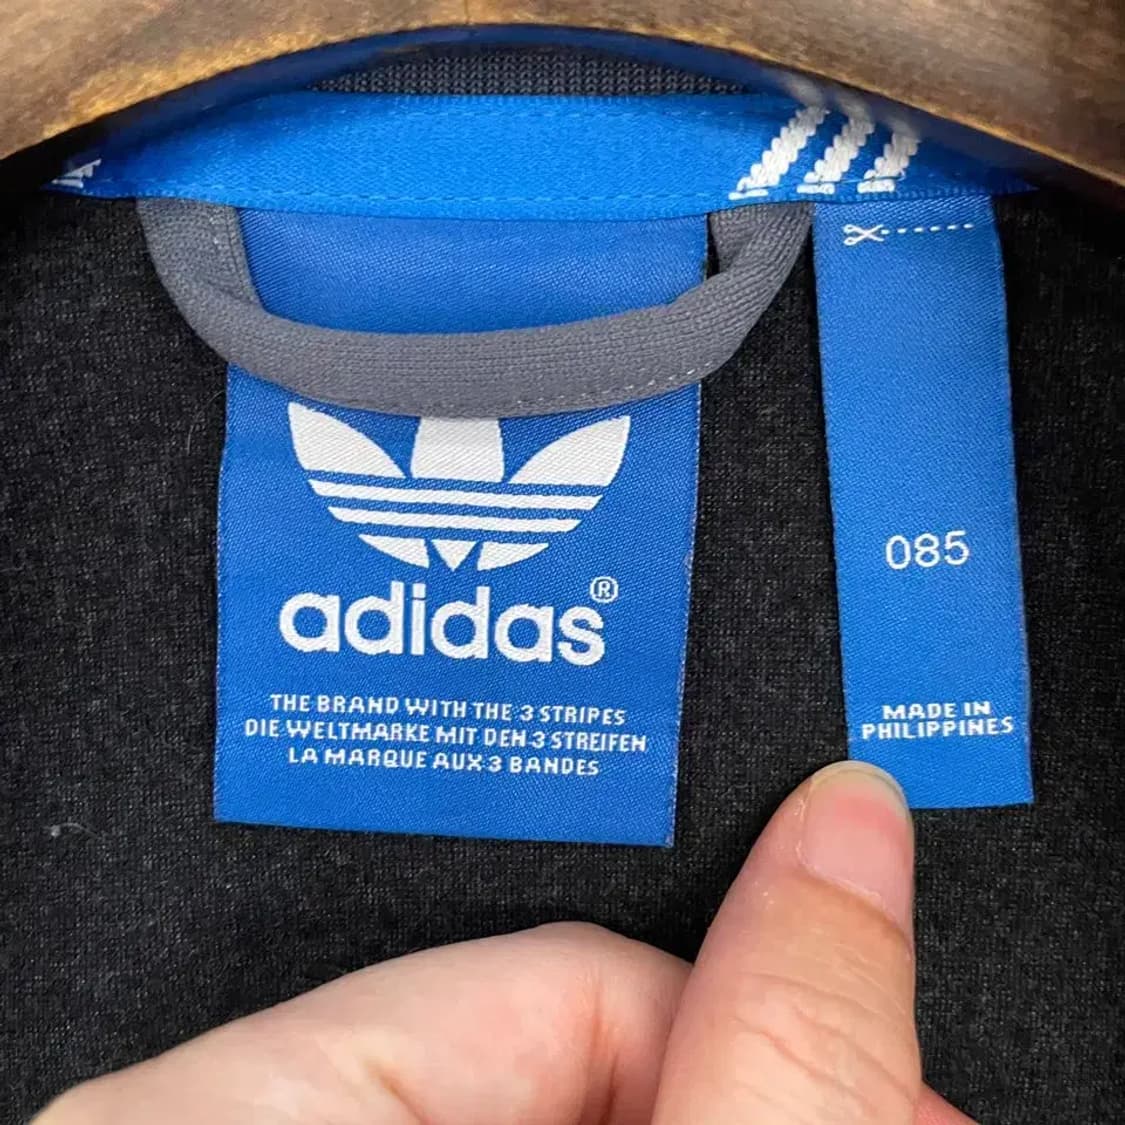 adidas®
THE BRAND WITH THE 3 STRIPES
DIE WELTMARKE MIT DEN 3 STREIFEN
LA MARQUE AUX 3 BANDES
085
MADE IN
PHILIPPINES